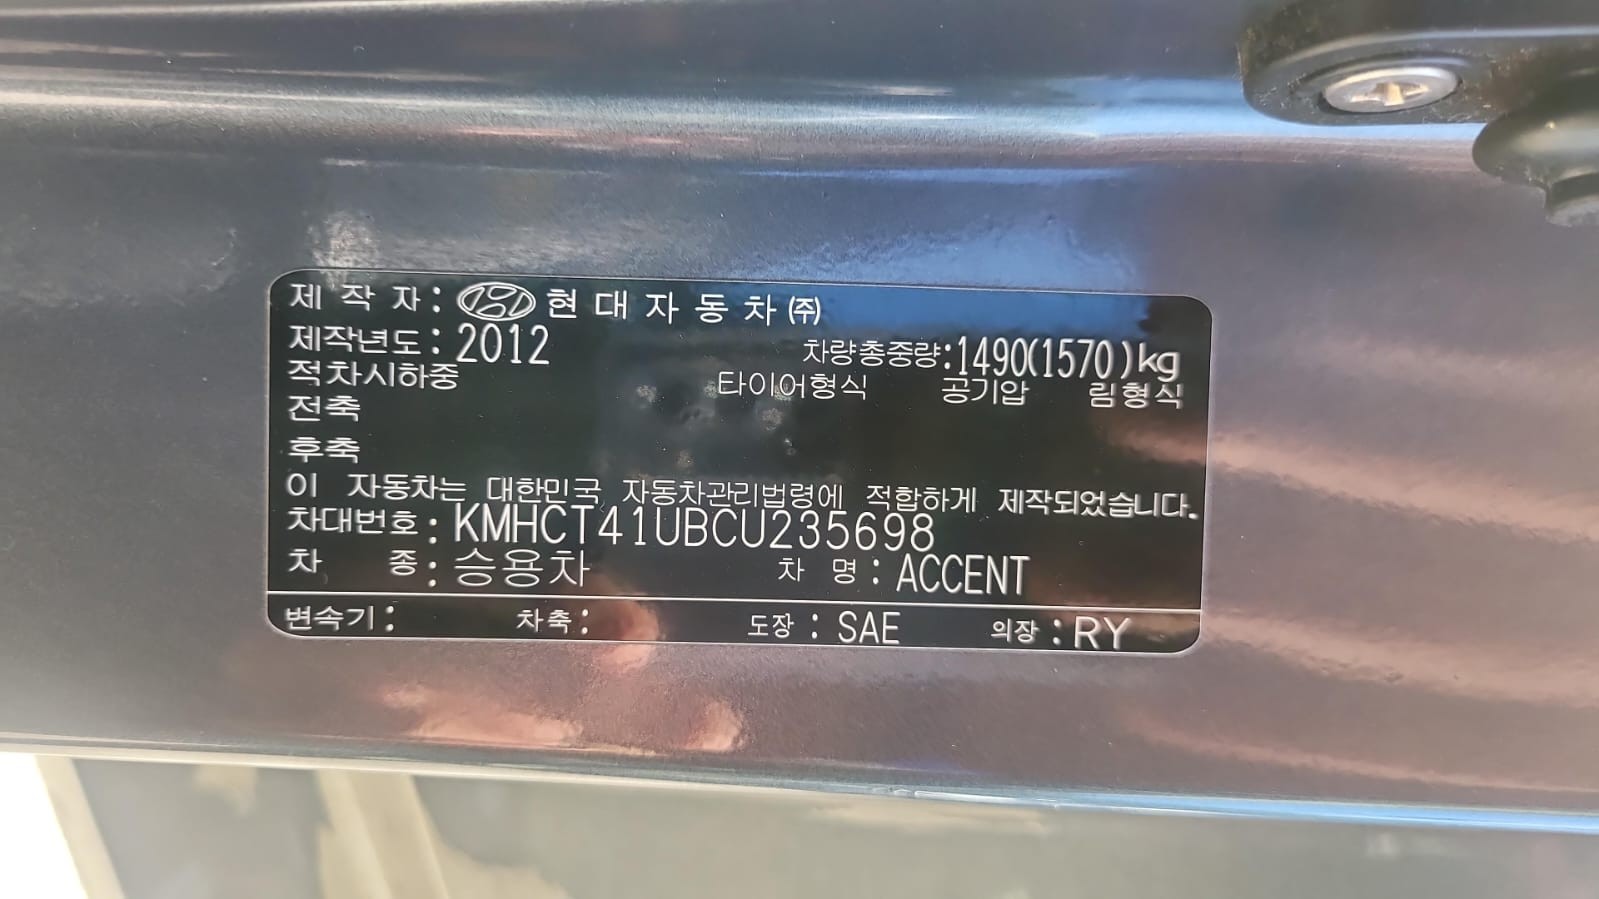 제 작 자 : 현 대 자 동 차 ㈜
제작년도 : 2012 차량총중량:1490(1570)kg
적차시하중 타이어형식 공기압 림형식
전축
후축
이 자동차는 대한민국 자동차관리법령에 적합하게 제작되었습니다.
차대번호 : KMHCT41UBCU235698
차 종 : 승용차 차 명 : ACCENT
변속기 : 차축 : 도장 : SAE 의장 : RY